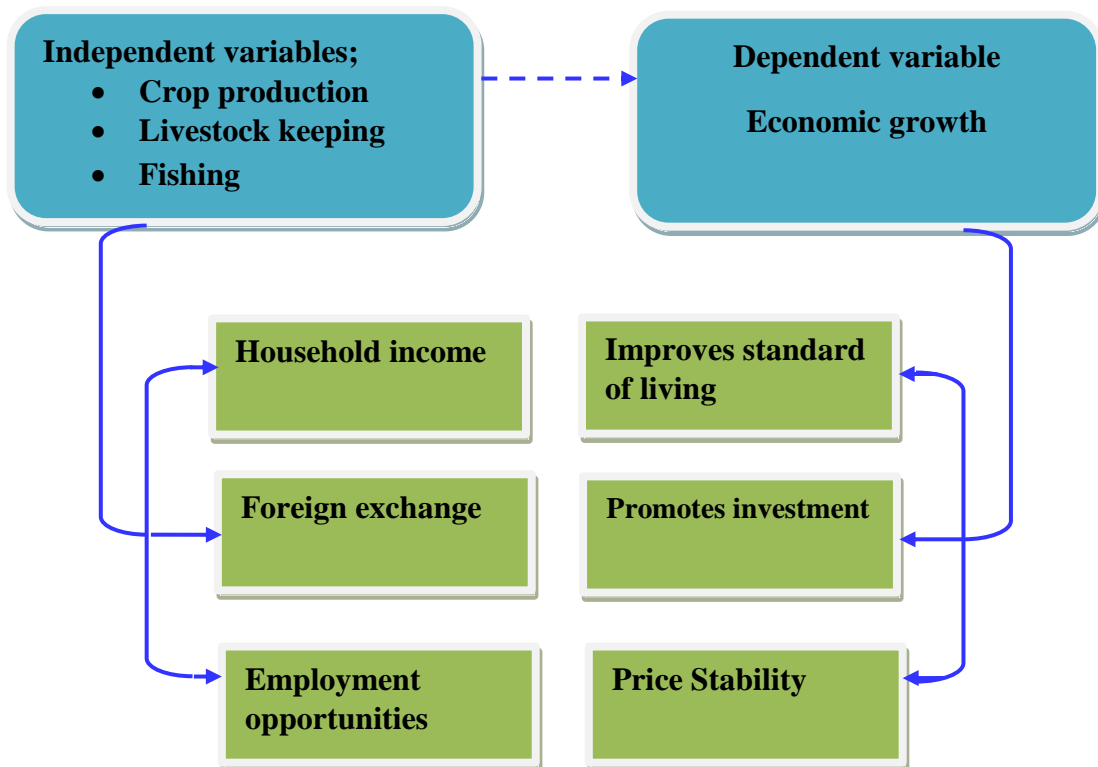 Independent variables;
• Crop production
• Livestock keeping
• Fishing
Dependent variable
Economic growth
Household income
Improves standard
of living
Foreign exchange
Promotes investment
Employment
opportunities
Price Stability